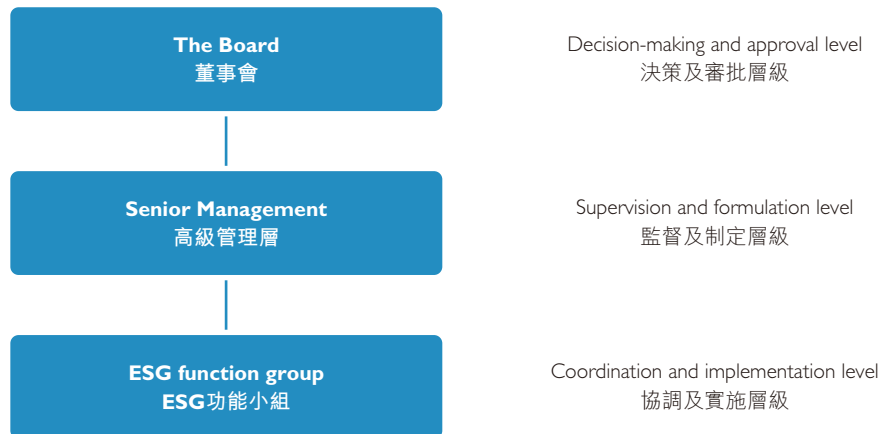 The Board
董事會
Decision-making and approval level
決策及審批層級
Senior Management
高級管理層
Supervision and formulation level
監督及制定層級
ESG function group
ESG功能小組
Coordination and implementation level
協調及實施層級